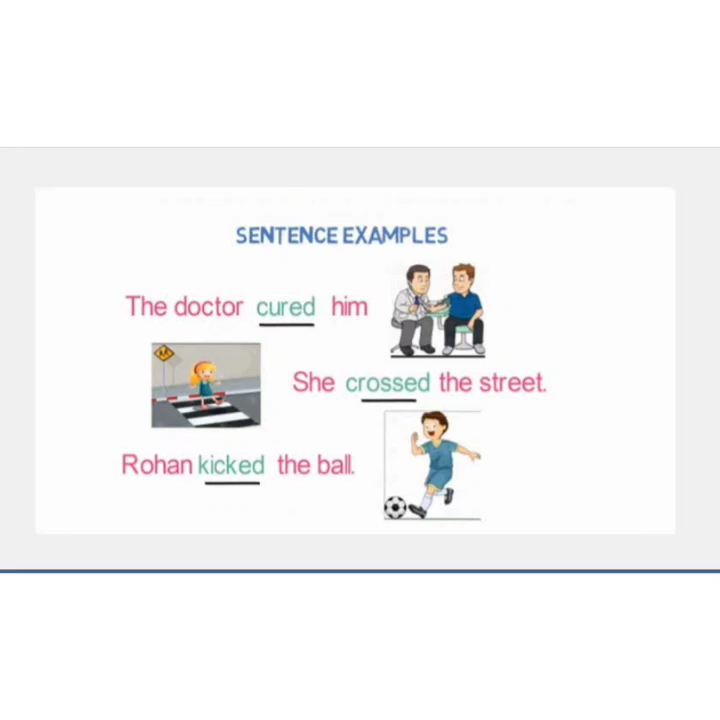 SENTENCE EXAMPLES
The doctor cured him
She crossed the street.
Rohan kicked the ball.